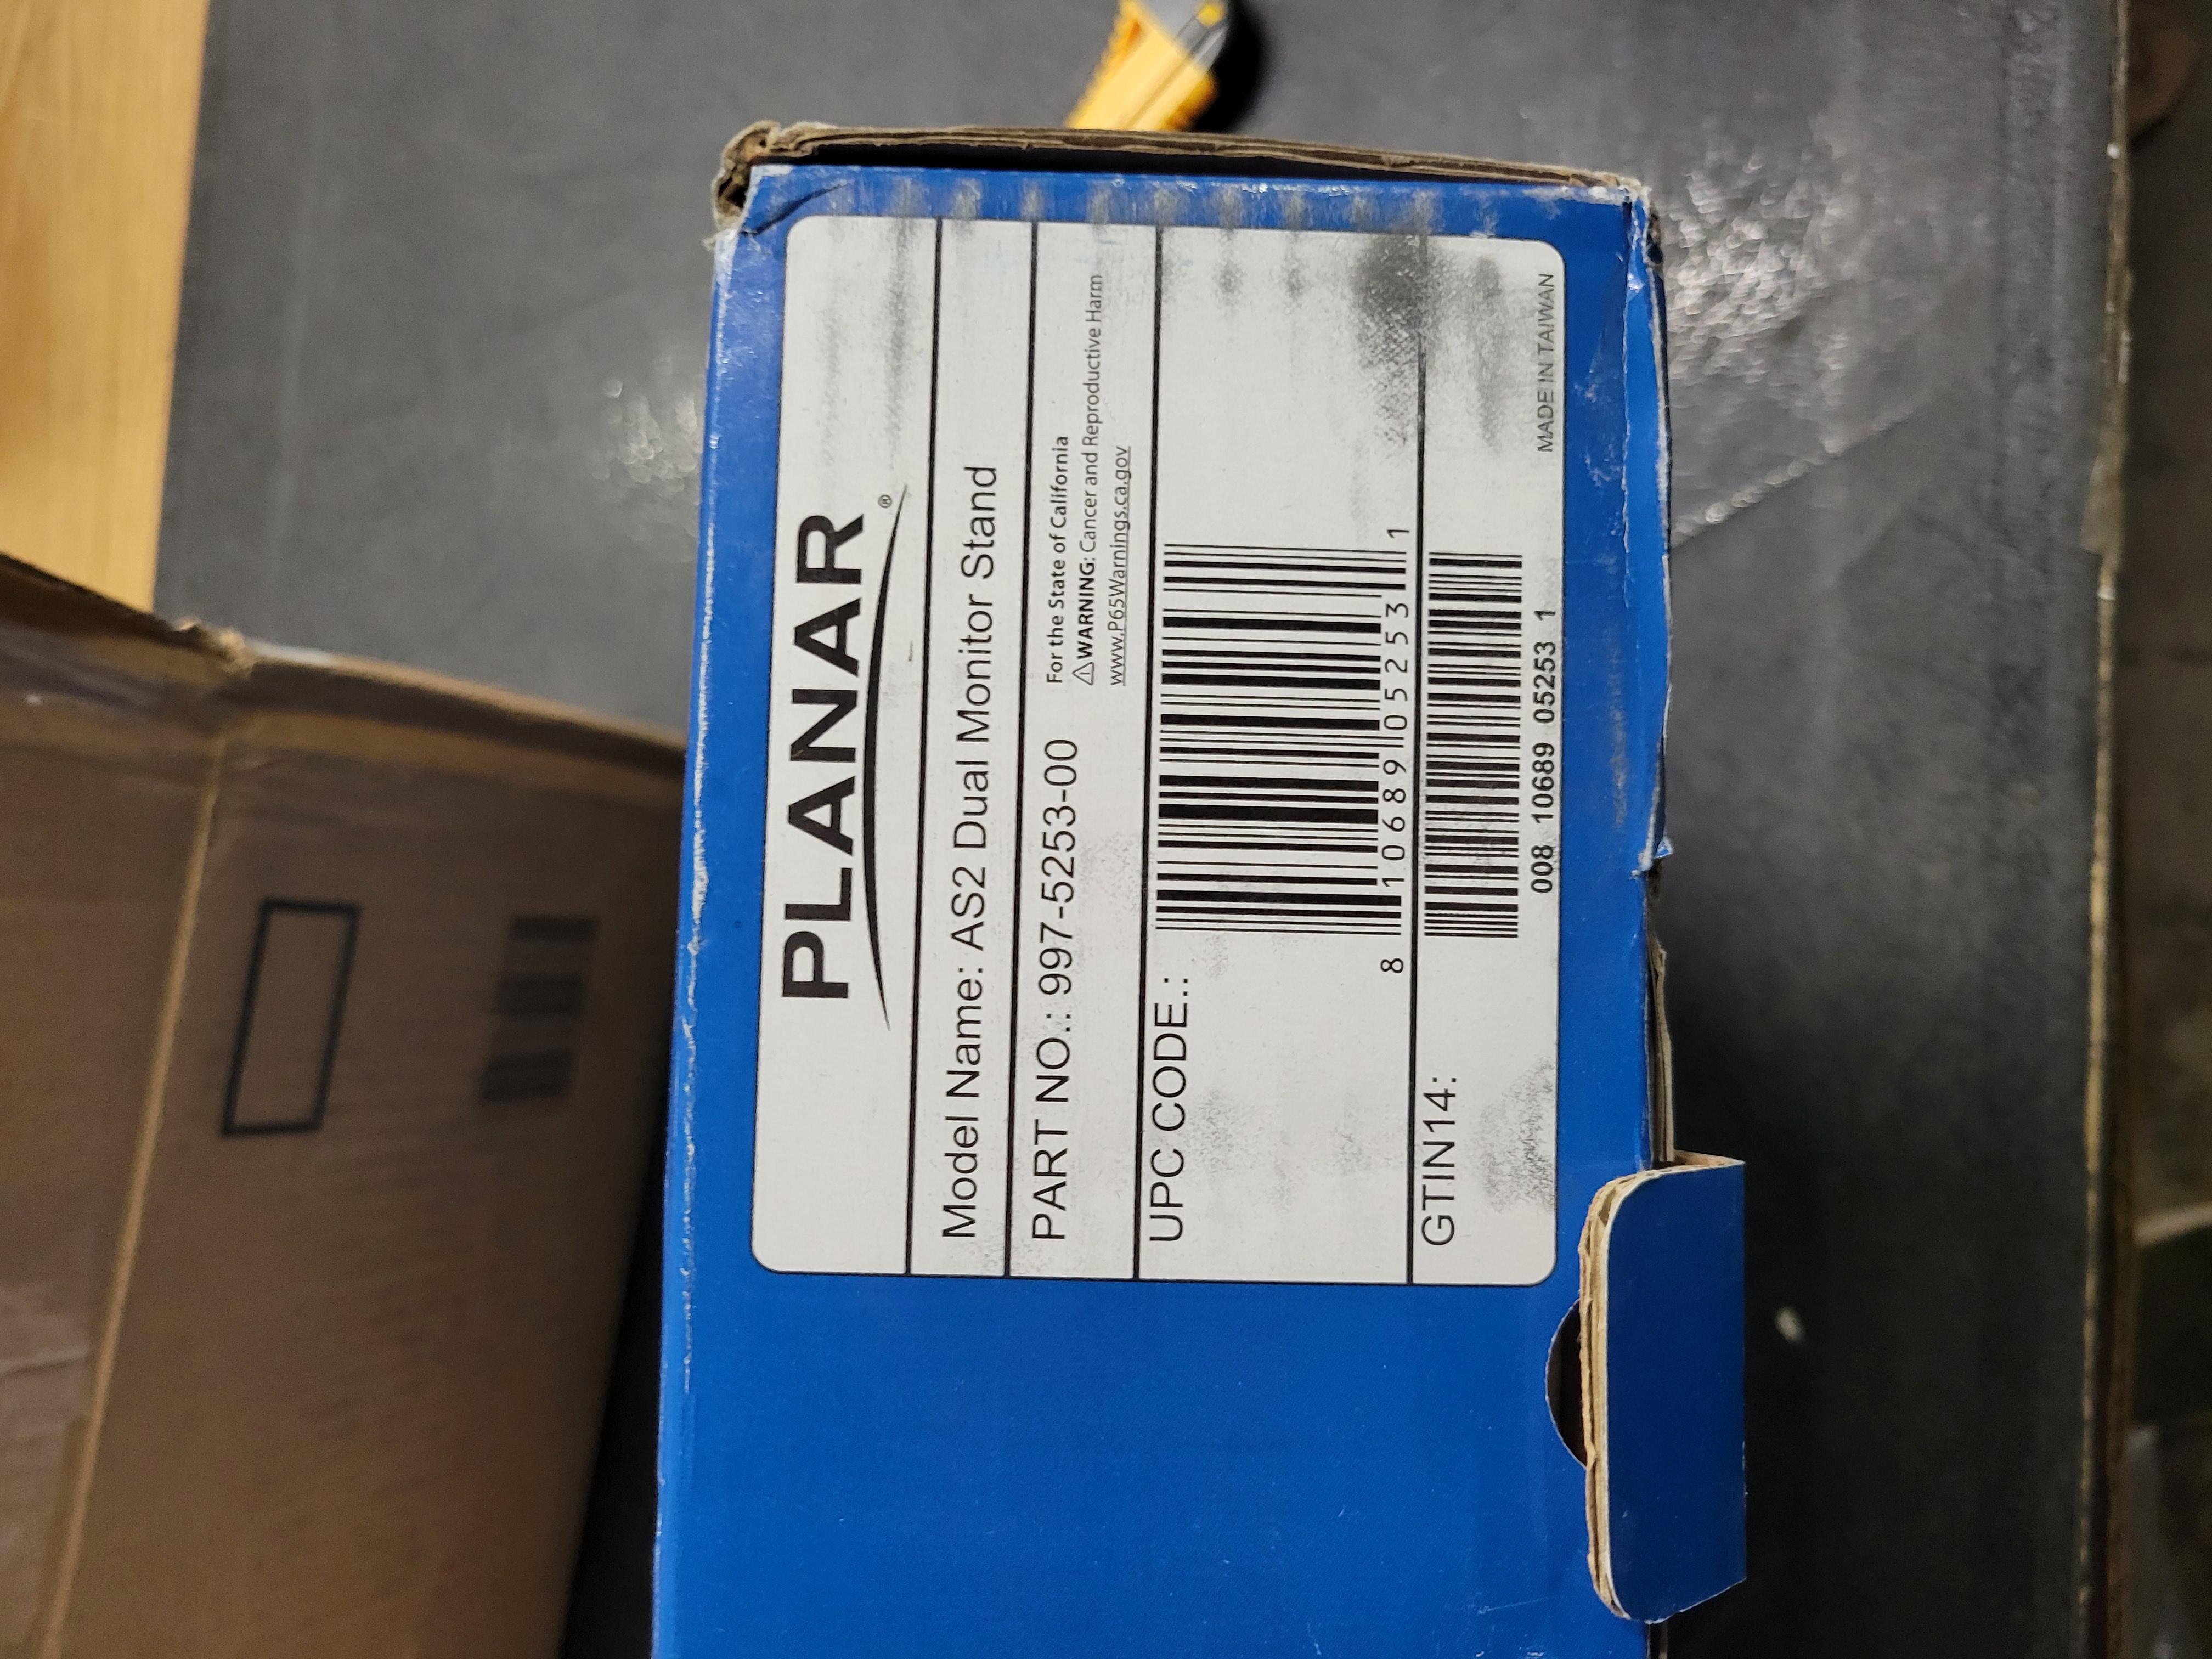 PLANAR®
Model Name: AS2 Dual Monitor Stand
PART NO.: 997-5253-00
For the State of California
⚠WARNING: Cancer and Reproductive Harm
www.P65Warnings.ca.gov
UPC CODE.:
8 10689 05253 1
GTIN14:
008 10689 05253 1
MADE IN TAIWAN